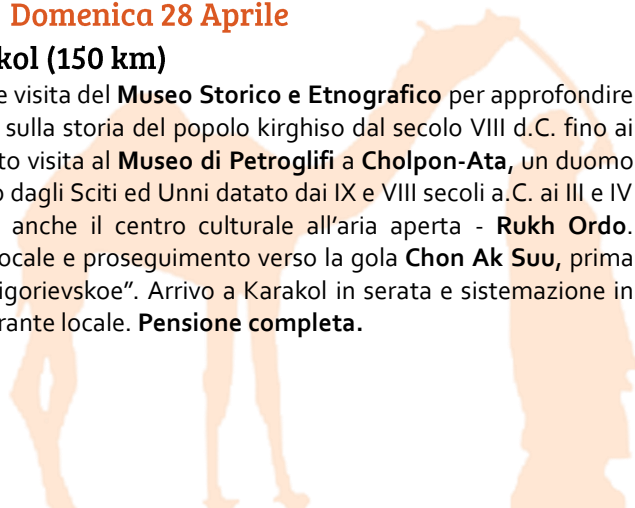 Domenica 28 Aprile
kol (150 km)
e visita del Museo Storico e Etnografico per approfondire
sulla storia del popolo kirghiso dal secolo VIII d.C. fino ai
to visita al Museo di Petroglifi a Cholpon-Ata, un duomo
o dagli Sciti ed Unni datato dai IX e VIII secoli a.C. ai III e IV
anche il centro culturale all’aria aperta - Rukh Ordo.
ocale e proseguimento verso la gola Chon Ak Suu, prima
igorievskoe”. Arrivo a Karakol in serata e sistemazione in
rante locale. Pensione completa.